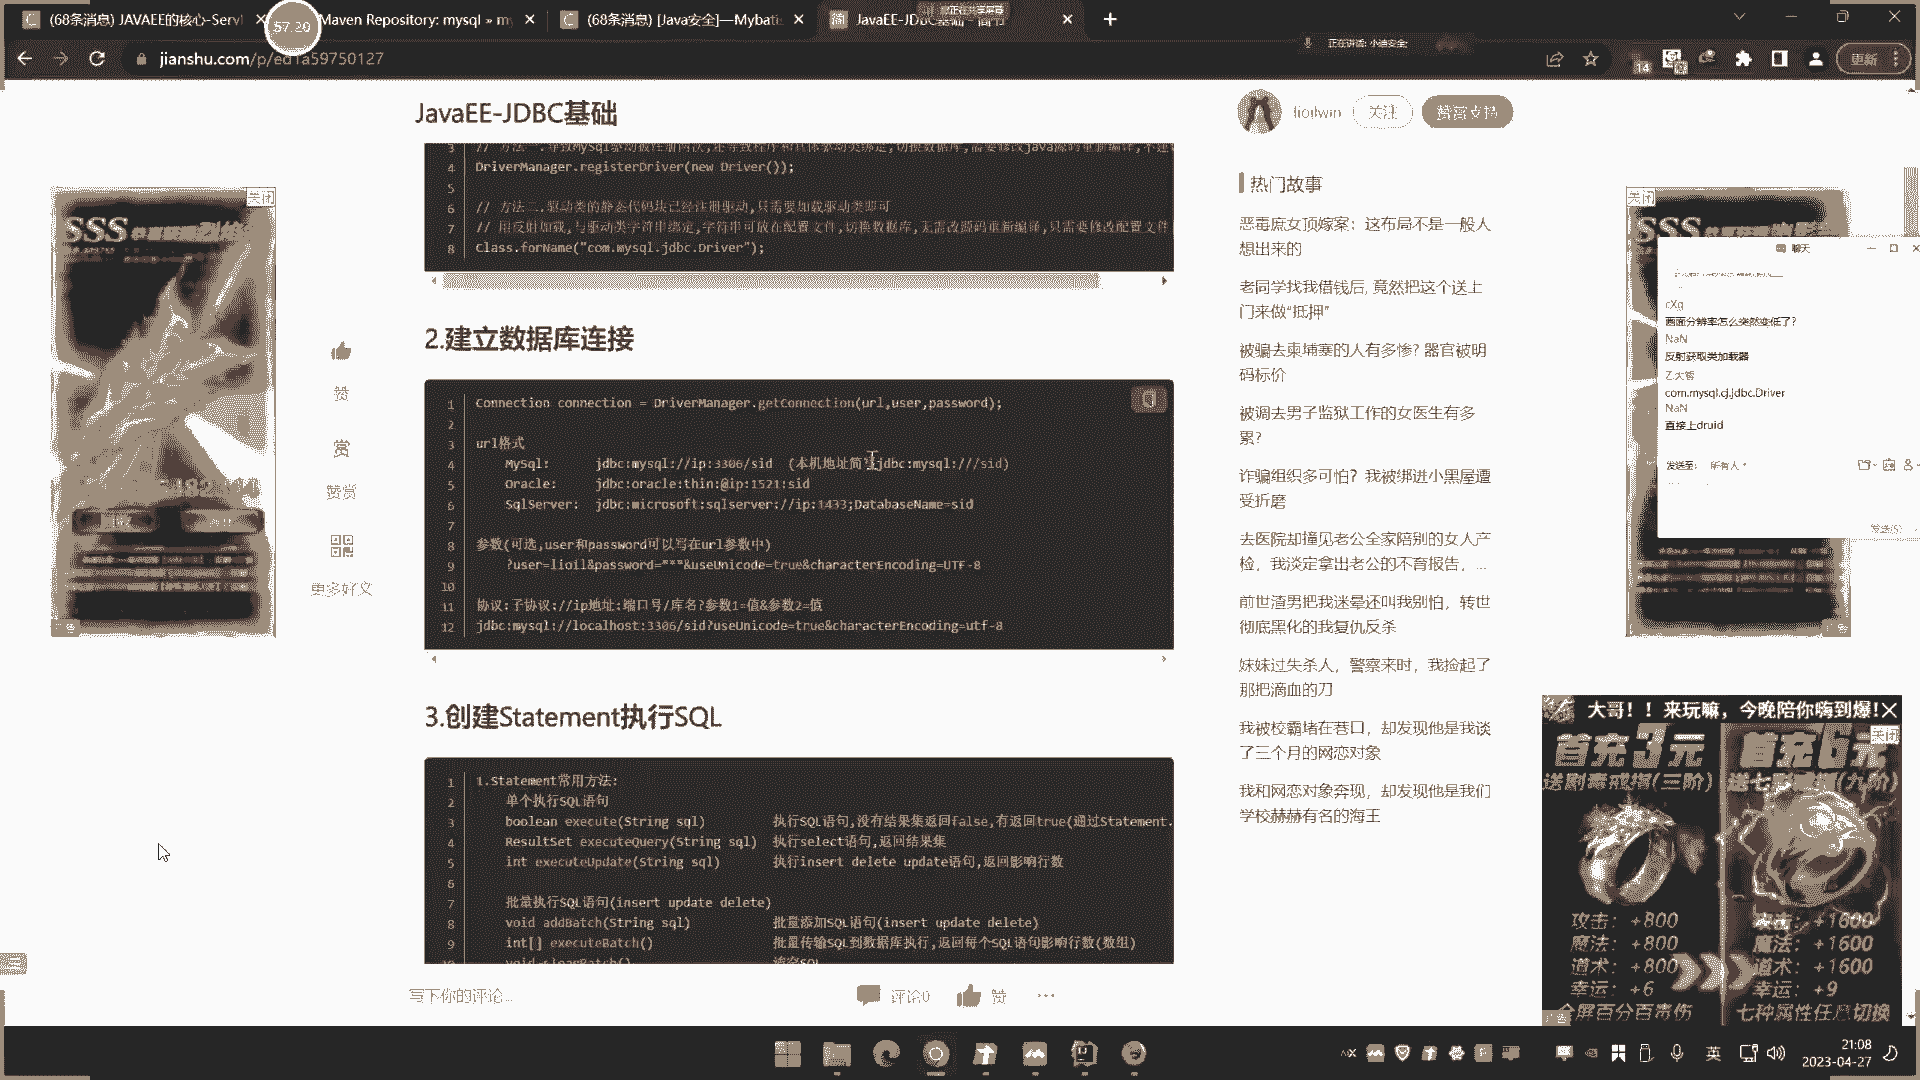 (68条消息) JAVAEE的核心-Servl
57:20
Maven Repository: mysql » my
(68条消息) [Java安全]—Mybati
JavaEE-JDBC基础 - 简书
正在讲话: 小迪安全;
jianshu.com/p/ed1a59750127
14
更新
JavaEE-JDBC基础
lioilwin
关注
赞赏支持
4 DriverManager.registerDriver(new Driver());
5
6 // 方法二.驱动类的静态代码块已经注册驱动,只需要加载驱动类即可
7 // 用反射加载,与驱动类字符串绑定,字符串可放在配置文件,切换数据库,无需改源码重新编译,只需要修改配置文件
8 Class.forName("com.mysql.jdbc.Driver");
2.建立数据库连接
1 Connection connection = DriverManager.getConnection(url,user,password);
2
3 url格式
4 MySql: jdbc:mysql://ip:3306/sid (本机地址简写jdbc:mysql:///sid)
5 Oracle: jdbc:oracle:thin:@ip:1521:sid
6 SqlServer: jdbc:microsoft:sqlserver://ip:1433;DatabaseName=sid
7
8 参数(可选,user和password可以写在url参数中)
9 ?user=lioil&password=***&useUnicode=true&characterEncoding=UTF-8
10
11 协议:子协议://ip地址:端口号/库名?参数1=值&参数2=值
12 jdbc:mysql://localhost:3306/sid?useUnicode=true&characterEncoding=utf-8
3.创建Statement执行SQL
1 1.Statement常用方法:
2 单个执行SQL语句
3 boolean execute(String sql) 执行SQL语句,没有结果集返回false,有返回true(通过Statement.
4 ResultSet executeQuery(String sql) 执行select语句,返回结果集
5 int executeUpdate(String sql) 执行insert delete update语句,返回影响行数
6
7 批量执行SQL语句(insert update delete)
8 void addBatch(String sql) 批量添加SQL语句(insert update delete)
9 int[] executeBatch() 批量传输SQL到数据库执行,返回每个SQL语句影响行数(数组)
赞
赏
赞赏
更多好文
写下你的评论...
评论0
赞
热门故事
恶毒庶女顶嫁案：这布局不是一般人
想出来的
老同学找我借钱后, 竟然把这个送上
门来做“抵押”
被骗去柬埔寨的人有多惨? 器官被明
码标价
被调去男子监狱工作的女医生有多
累?
诈骗组织多可怕？我被绑进小黑屋遭
受折磨
去医院却撞见老公全家陪别的女人产
检，我淡定拿出老公的不育报告，...
前世渣男把我迷晕还叫我别怕，转世
彻底黑化的我复仇反杀
妹妹过失杀人，警察来时，我捡起了
那把滴血的刀
我被校霸堵在巷口，却发现他是我谈
了三个月的网恋对象
我和网恋对象奔现，却发现他是我们
学校赫赫有名的海王
关闭
SSS
关闭
SSS
聊天
cXq
画面分辨率怎么突然变低了?
NaN
反射获取类加载器
乙大管
com.mysql.cj.jdbc.Driver
NaN
直接上druid
发送至: 所有人
发送(S)
大哥！！来玩嘛，今晚陪你嗨到爆!
关闭
首充3元
首充6元
攻击: +800
魔法: +800
道术: +800
幸运: +6
攻击: +1600
魔法: +1600
道术: +1600
幸运: +9
七种属性任意切换
英
21:08
2023-04-27